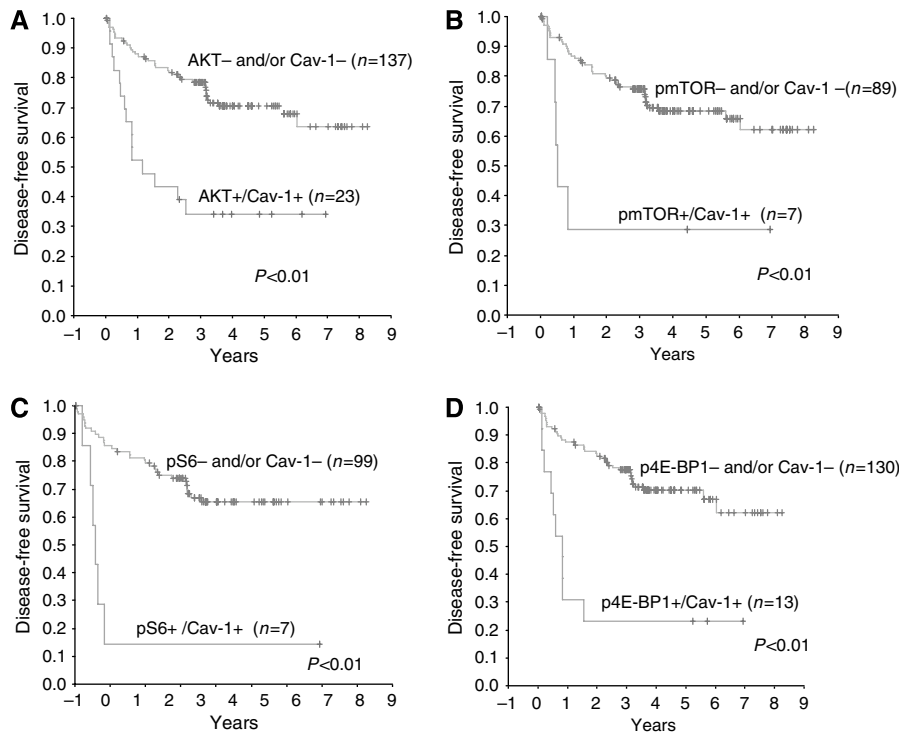 A
1.0
0.9
0.8
0.7
0.6
0.5
0.4
0.3
0.2
0.1
0.0
Disease-free survival
AKT– and/or Cav-1– (n=137)
AKT+/Cav-1+ (n=23)
P<0.01
–1 0 1 2 3 4 5 6 7 8 9
Years
B
1.0
0.9
0.8
0.7
0.6
0.5
0.4
0.3
0.2
0.1
0.0
Disease-free survival
pmTOR– and/or Cav-1 –(n=89)
pmTOR+/Cav-1+ (n=7)
P<0.01
–1 0 1 2 3 4 5 6 7 8 9
Years
C
1.0
0.9
0.8
0.7
0.6
0.5
0.4
0.3
0.2
0.1
0.0
Disease-free survival
pS6– and/or Cav-1– (n=99)
pS6+ /Cav-1+ (n=7)
P<0.01
–1 0 1 2 3 4 5 6 7 8 9
Years
D
1.0
0.9
0.8
0.7
0.6
0.5
0.4
0.3
0.2
0.1
0.0
Disease-free survival
p4E-BP1– and/or Cav-1– (n=130)
p4E-BP1+/Cav-1+ (n=13)
P<0.01
–1 0 1 2 3 4 5 6 7 8 9
Years